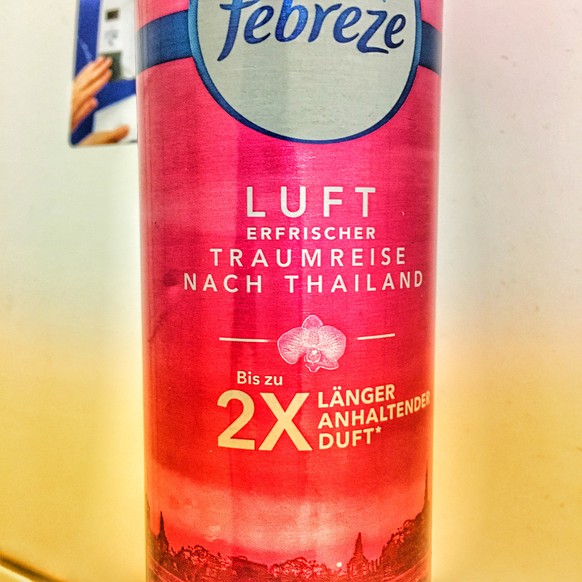 febreze
LUFT
ERFRISCHER
TRAUMREISE
NACH THAILAND
Bis zu
2X LÄNGER
ANHALTENDER
DUFT*